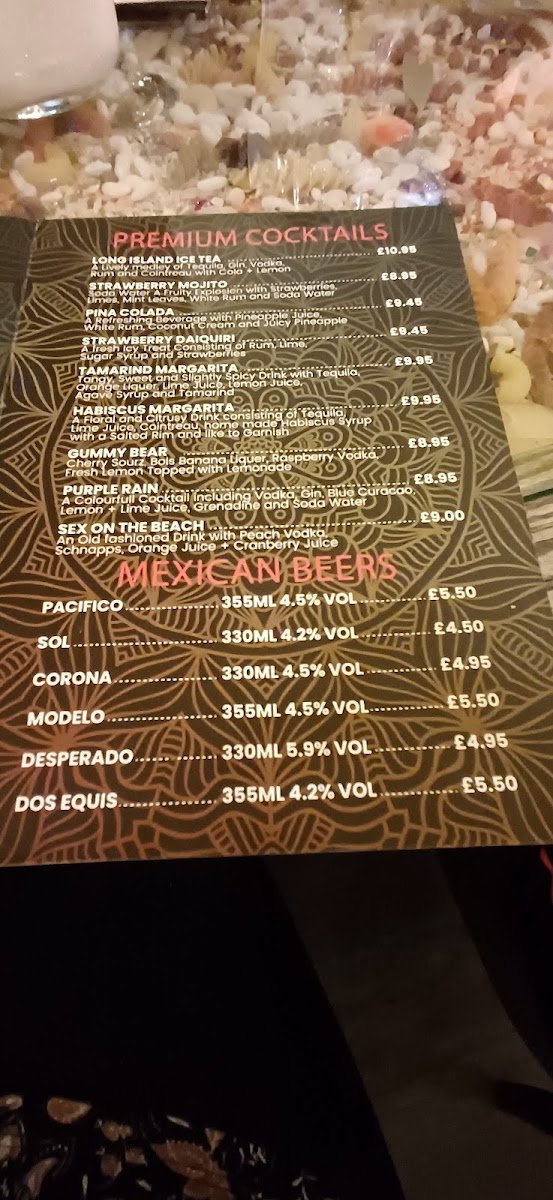 PREMIUM COCKTAILS
LONG ISLAND ICE TEA ........................ £10.95
A Lively medley of Tequila, Gin, Vodka,
Rum and Cointreau with Cola + Lemon
STRAWBERRY MOJITO ........................ £8.95
Soda Water A Fruity Explosion with Strawberries,
Limes, Mint Leaves, White Rum and Soda Water
PINA COLADA ........................ £9.45
A Refreshing Beverage with Pineapple Juice,
White Rum, Coconut Cream and Juicy Pineapple
STRAWBERRY DAIQUIRI ........................ £9.45
A fresh Icy Treat Consisting of Rum, Lime,
Sugar Syrup and Strawberries
TAMARIND MARGARITA ........................ £9.95
Tangy, Sweet and Slightly Spicy Drink with Tequila,
Orange Liquer, Lime Juice, Lemon Juice,
Agave Syrup and Tamarind
HABISCUS MARGARITA ........................ £9.95
A Floral and Citrusy Drink consisting of Tequila,
Lime Juice, Cointreau, home made Habiscus Syrup
with a Salted Rim and like to Garnish
GUMMY BEAR ........................ £8.95
Cherry Sourz, Bols Banana Liquer, Raspberry Vodka,
Fresh Lemon Topped with Lemonade
PURPLE RAIN ........................ £8.95
A Colourfull Cocktail Including Vodka, Gin, Blue Curacao,
Lemon + Lime Juice, Grenadine and Soda Water
SEX ON THE BEACH ........................ £9.00
An Old fashioned Drink with Peach Vodka,
Schnapps, Orange Juice + Cranberry Juice
MEXICAN BEERS
PACIFICO .................. 355ML 4.5% VOL ............. £5.50
SOL .................. 330ML 4.2% VOL ............. £4.50
CORONA .................. 330ML 4.5% VOL ............. £4.95
MODELO .................. 355ML 4.5% VOL ............. £5.50
DESPERADO...... ........ 330ML 5.9% VOL ............. £4.95
DOS EQUIS.................. 355ML 4.2% VOL ............. £5.50